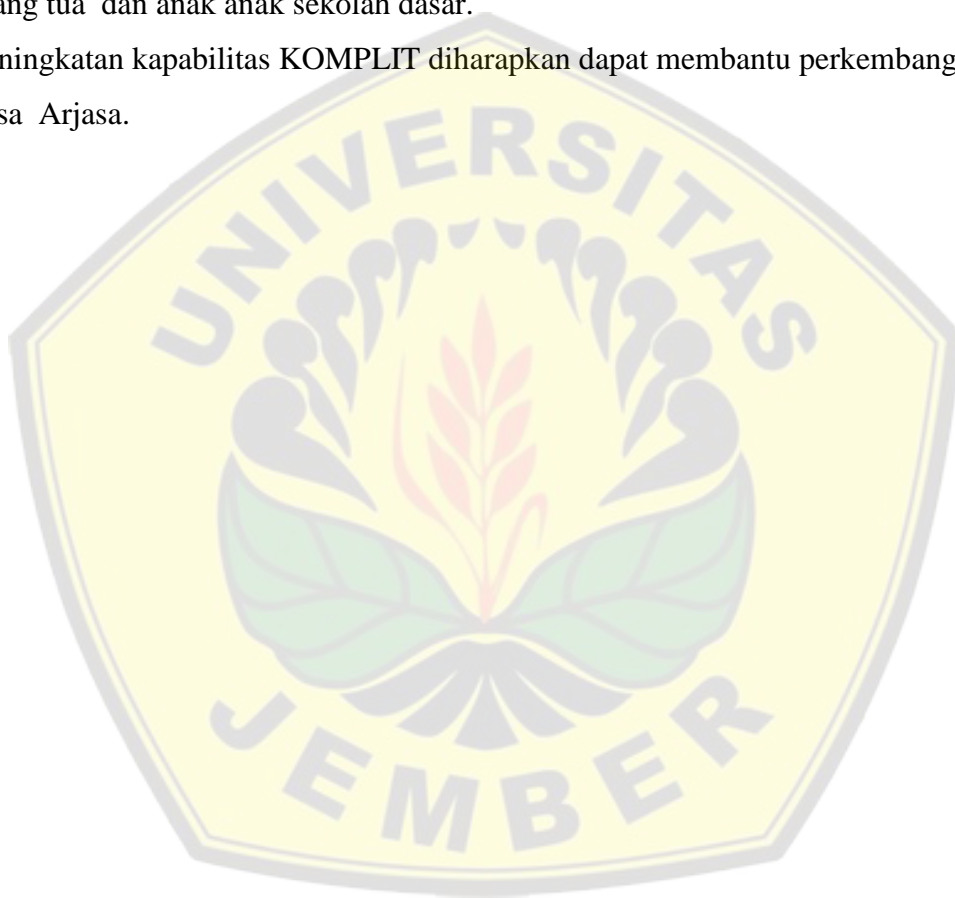 ang tua dan anak anak sekolah dasar.
ningkatan kapabilitas KOMPLIT diharapkan dapat membantu perkembang
sa Arjasa.
UNIVERSITAS
JEMBER